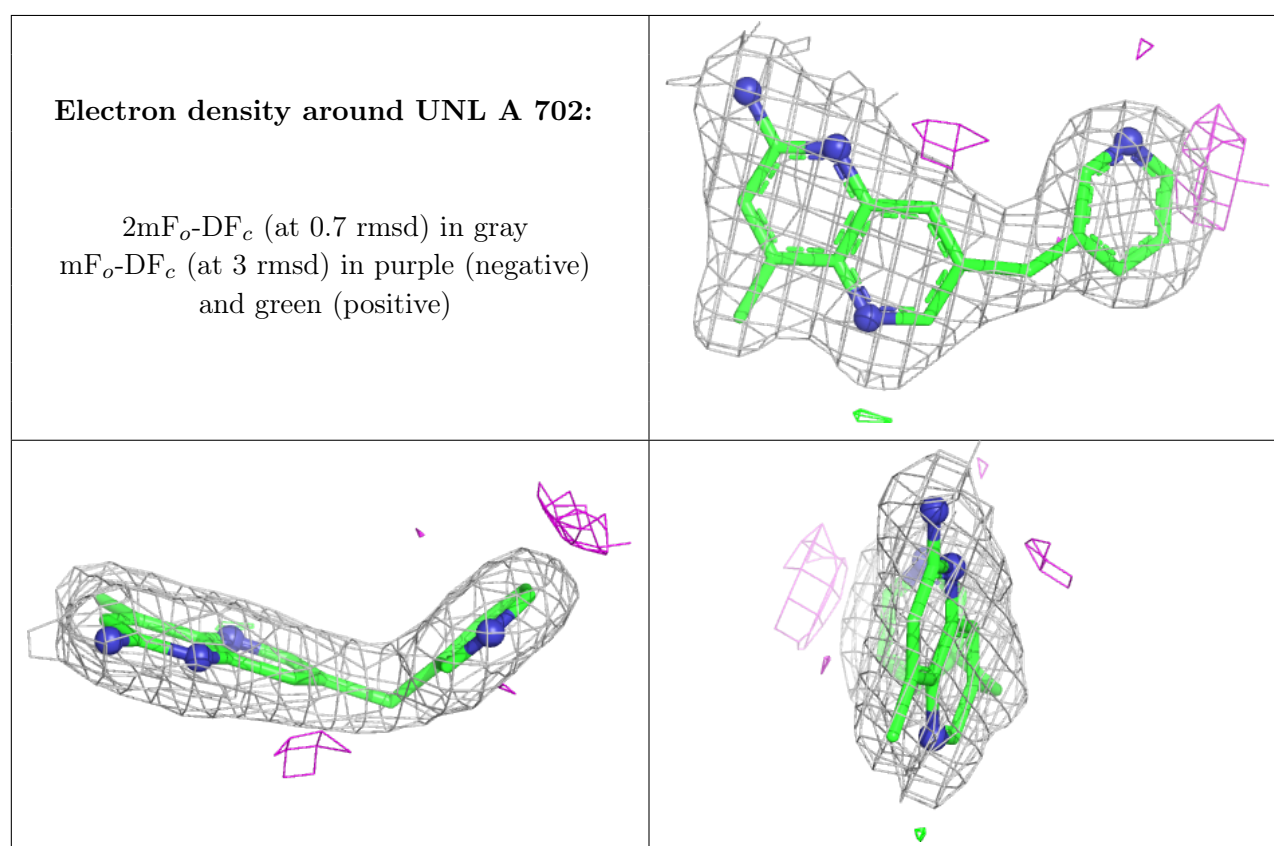 Electron density around UNL A 702:
2mFo-DFc (at 0.7 rmsd) in gray
mFo-DFc (at 3 rmsd) in purple (negative)
and green (positive)